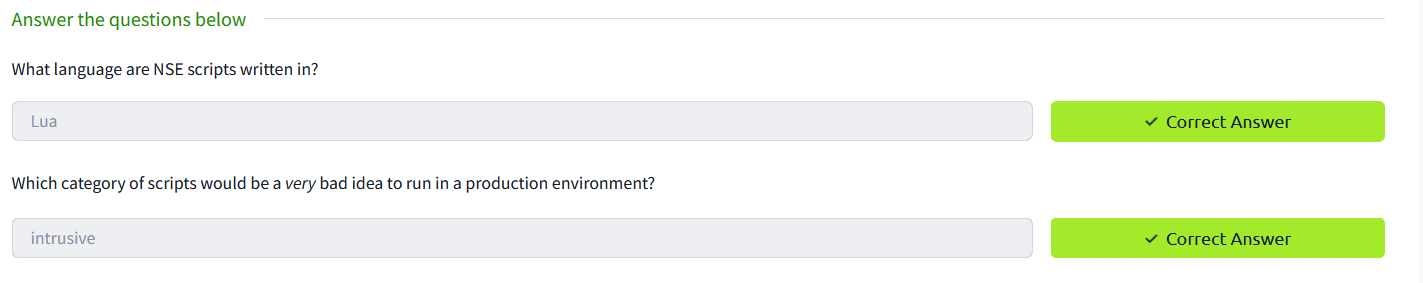 Answer the questions below
What language are NSE scripts written in?
Lua
✓ Correct Answer
Which category of scripts would be a very bad idea to run in a production environment?
intrusive
✓ Correct Answer